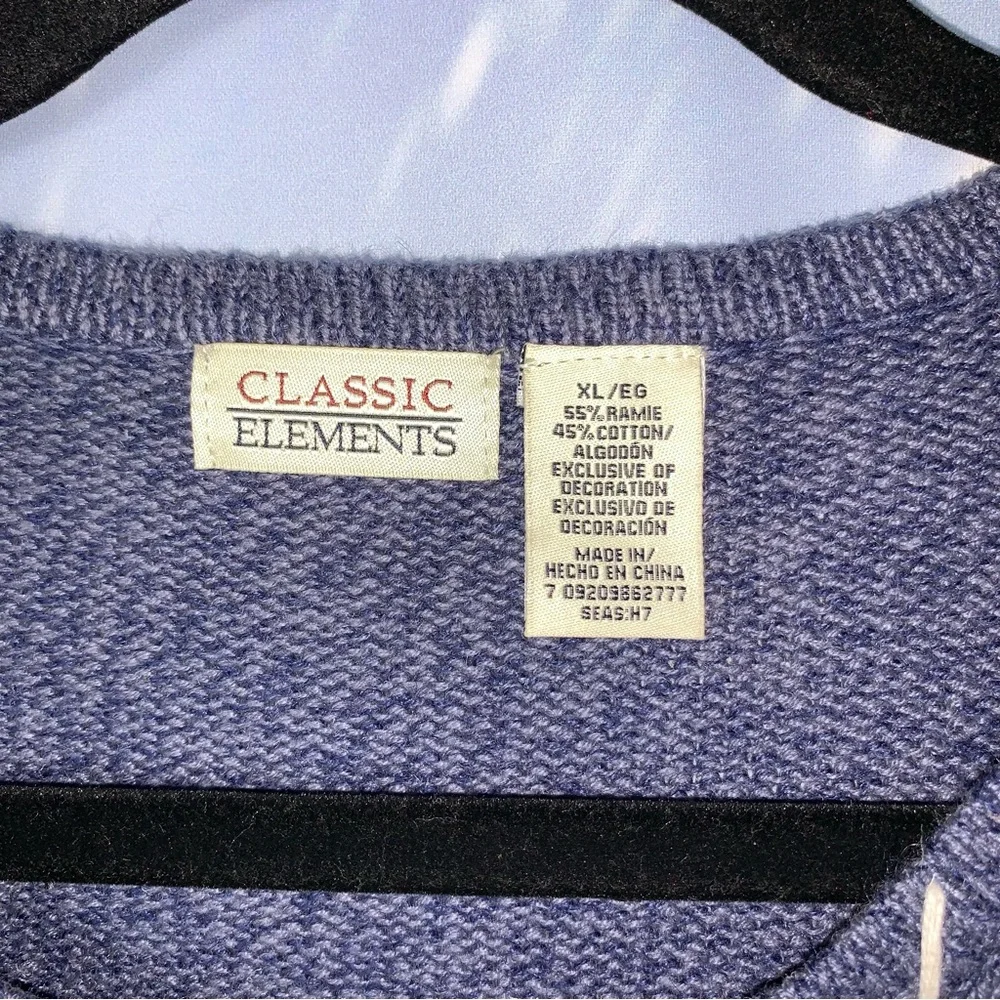 CLASSIC
ELEMENTS
XL/EG
55% RAMIE
45% COTTON/
ALGODÓN
EXCLUSIVE OF
DECORATION
EXCLUSIVO DE
DECORACIÓN
MADE IN/
HECHO EN CHINA
7 09209862777
SEAS:H7